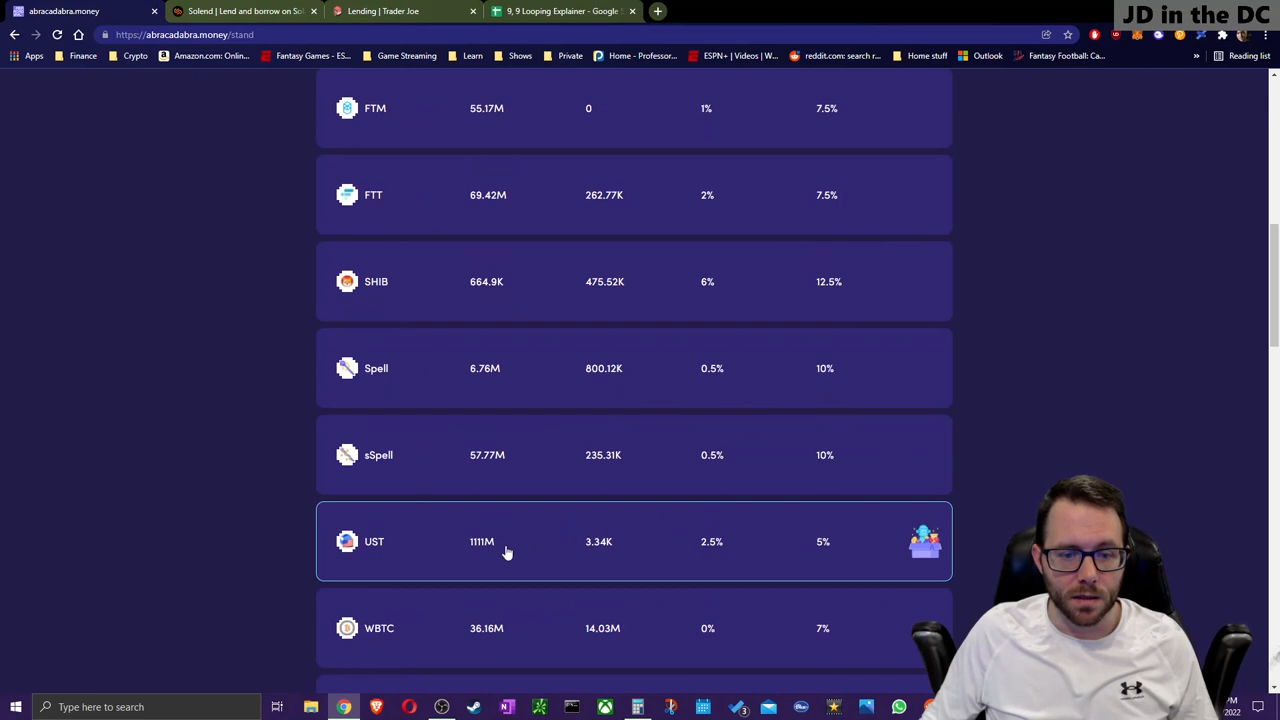 abracadabra.money
Solend | Lend and borrow on Sol
Lending | Trader Joe
9, 9 Looping Explainer - Google S
JD in the DC
https://abracadabra.money/stand
Apps
Finance
Crypto
Amazon.com: Onlin...
Fantasy Games - ES...
Game Streaming
Learn
Shows
Private
Home - Professor...
ESPN+ | Videos | W...
reddit.com: search r...
Home stuff
Outlook
Fantasy Football: Ca...
»
Reading list
FTM 55.17M 0 1% 7.5%
FTT 69.42M 262.77K 2% 7.5%
SHIB 664.9K 475.52K 6% 12.5%
Spell 6.76M 800.12K 0.5% 10%
sSpell 57.77M 235.31K 0.5% 10%
UST 1111M 3.34K 2.5% 5%
WBTC 36.16M 14.03M 0% 7%
Type here to search
PM
2022